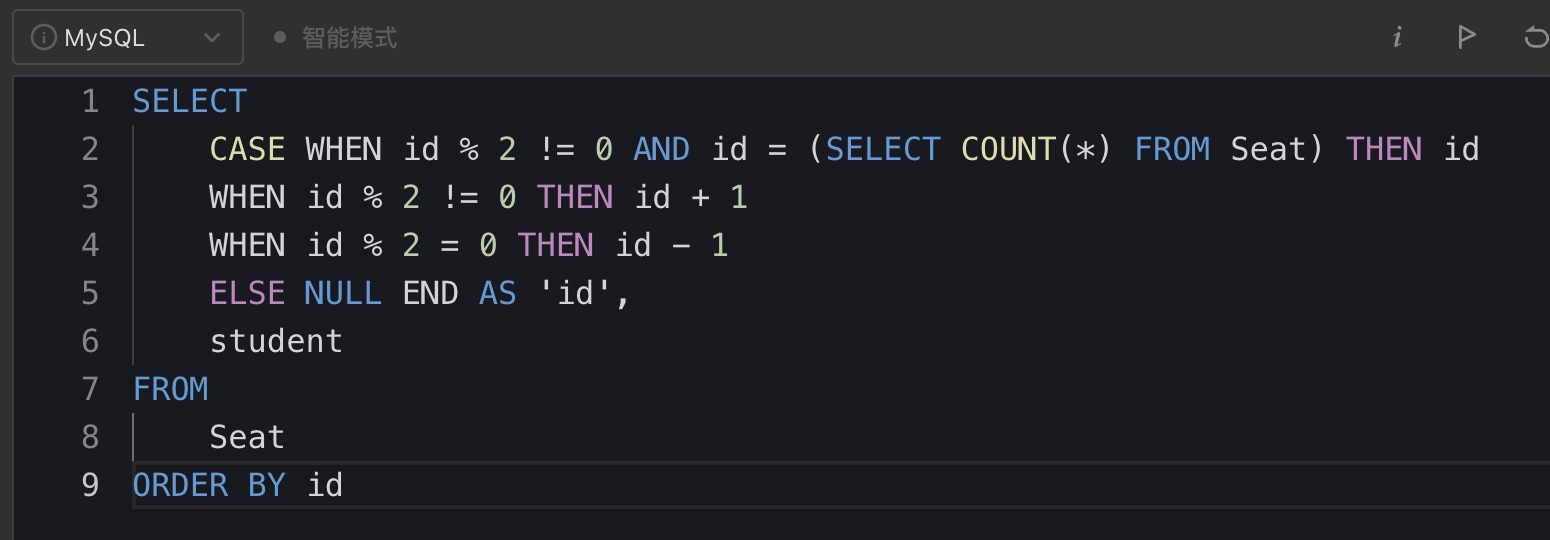 MySQL 智能模式
1 SELECT
2 CASE WHEN id % 2 != 0 AND id = (SELECT COUNT(*) FROM Seat) THEN id
3 WHEN id % 2 != 0 THEN id + 1
4 WHEN id % 2 = 0 THEN id - 1
5 ELSE NULL END AS 'id',
6 student
7 FROM
8 Seat
9 ORDER BY id